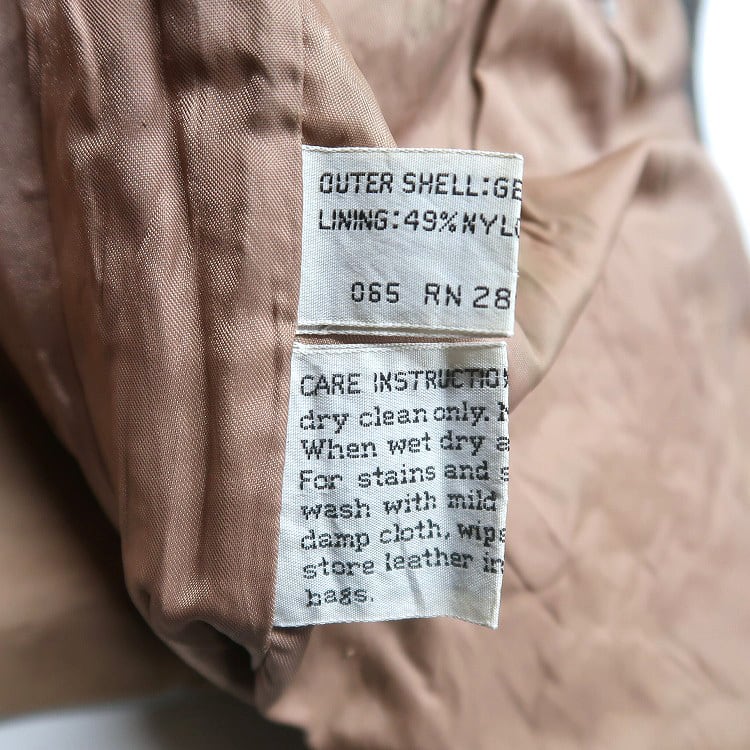 OUTER SHELL:GE
LINING:49%NYLO
065 RN 28
CARE INSTRUCTION
dry clean only. N
When wet dry a
For stains and s
wash with mild
damp cloth, wipe
store leather in
bags.